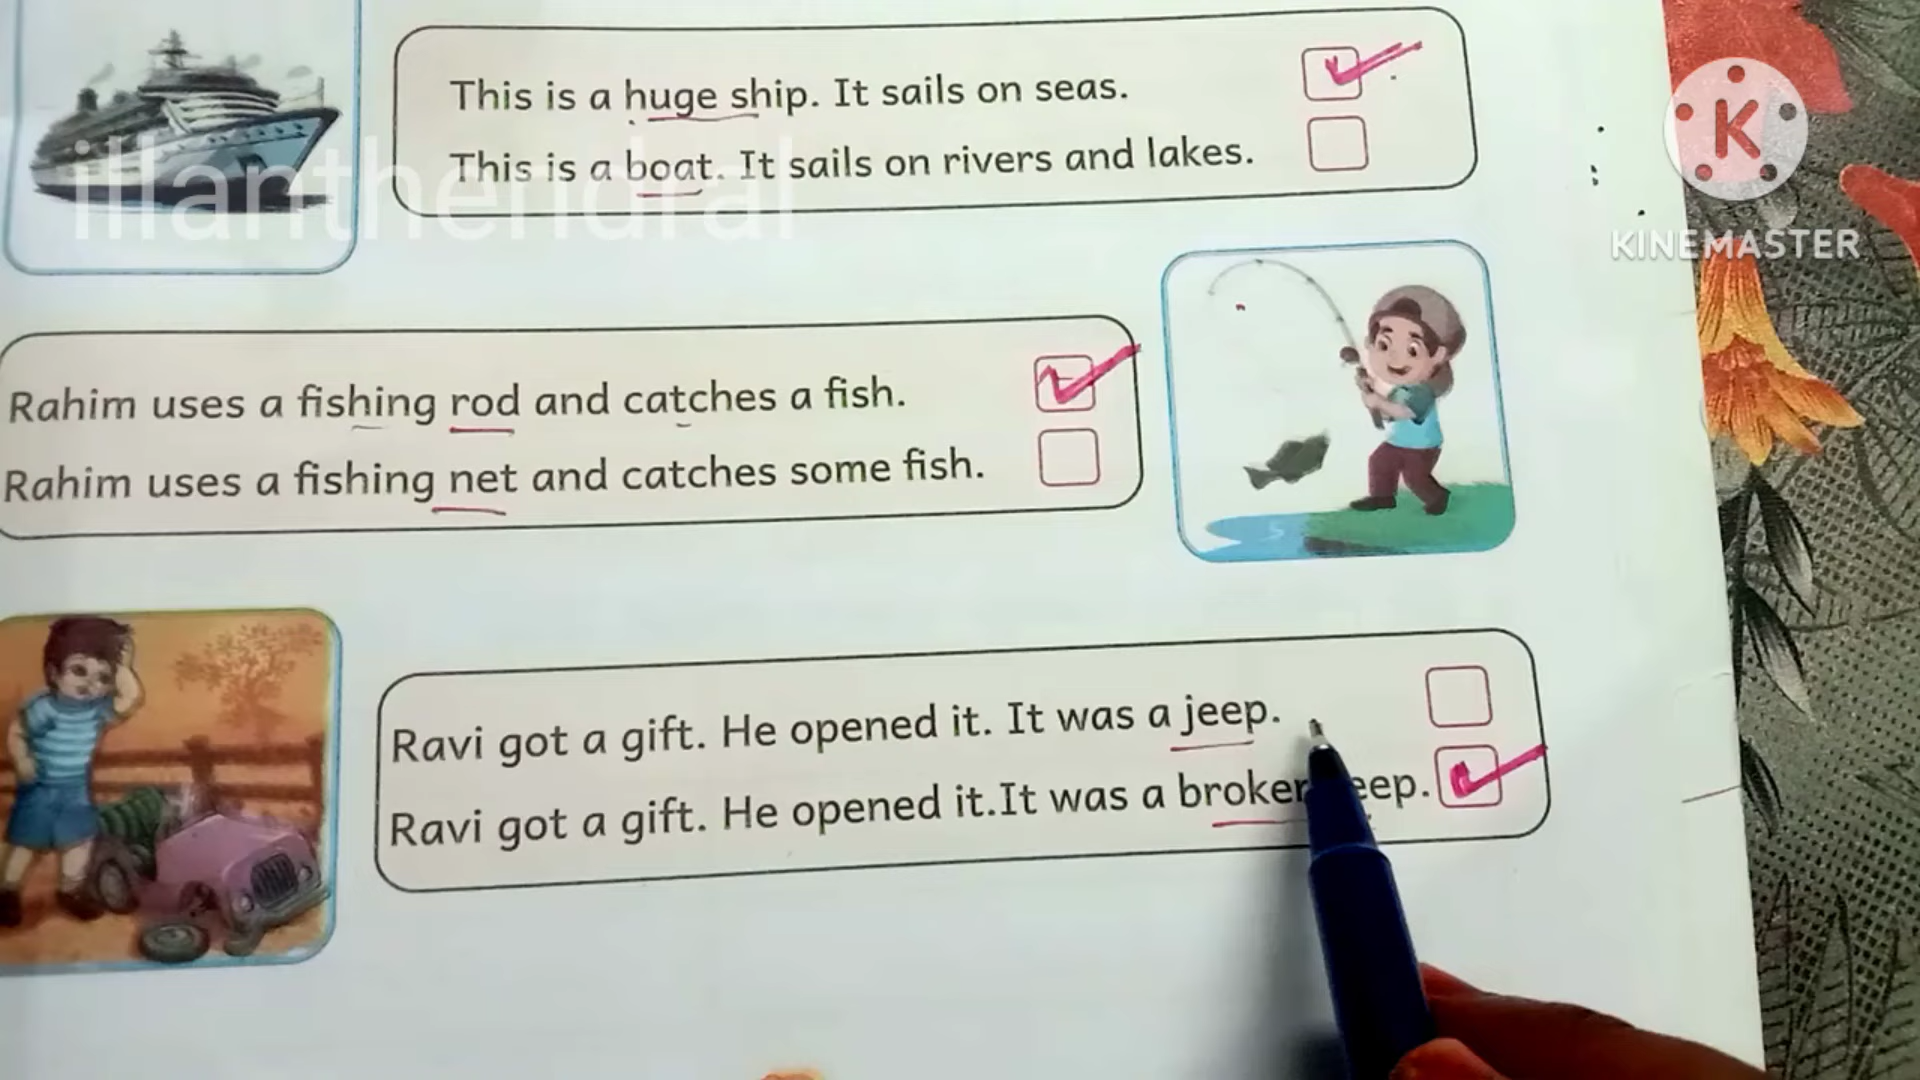 This is a huge ship. It sails on seas.
This is a boat. It sails on rivers and lakes.
illanthendral
K
KINEMASTER
Rahim uses a fishing rod and catches a fish.
Rahim uses a fishing net and catches some fish.
Ravi got a gift. He opened it. It was a jeep.
Ravi got a gift. He opened it.It was a